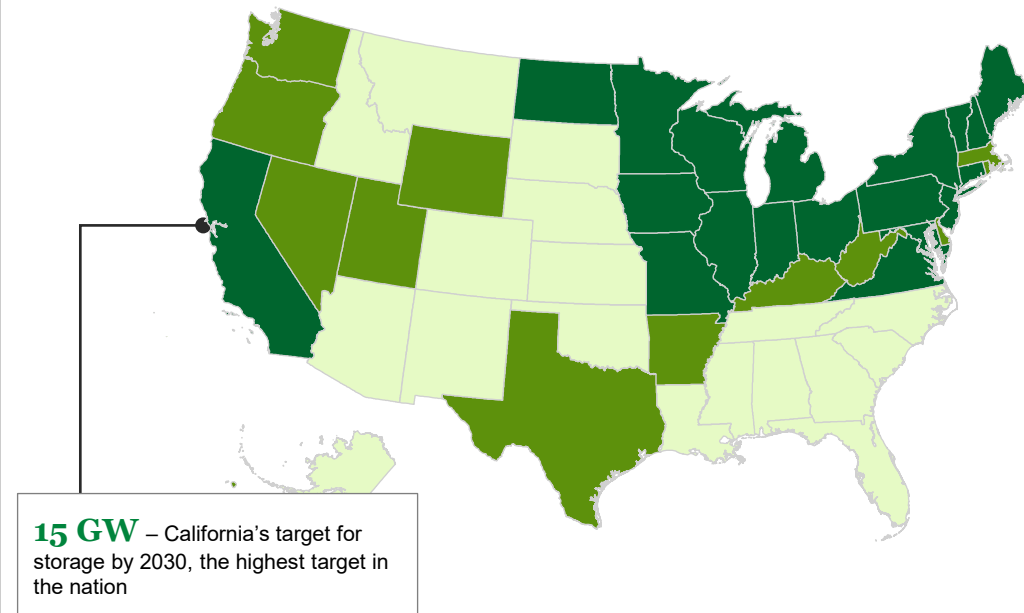 15 GW – California’s target for
storage by 2030, the highest target in
the nation